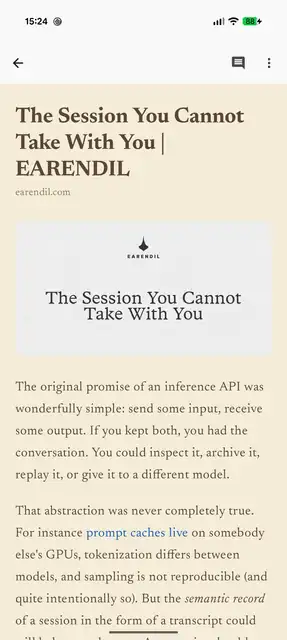 15:24
88
The Session You Cannot
Take With You |
EARENDIL
earendil.com
EARENDIL
The Session You Cannot
Take With You
The original promise of an inference API was
wonderfully simple: send some input, receive
some output. If you kept both, you had the
conversation. You could inspect it, archive it,
replay it, or give it to a different model.
That abstraction was never completely true.
For instance prompt caches live on somebody
else's GPUs, tokenization differs between
models, and sampling is not reproducible (and
quite intentionally so). But the semantic record
of a session in the form of a transcript could